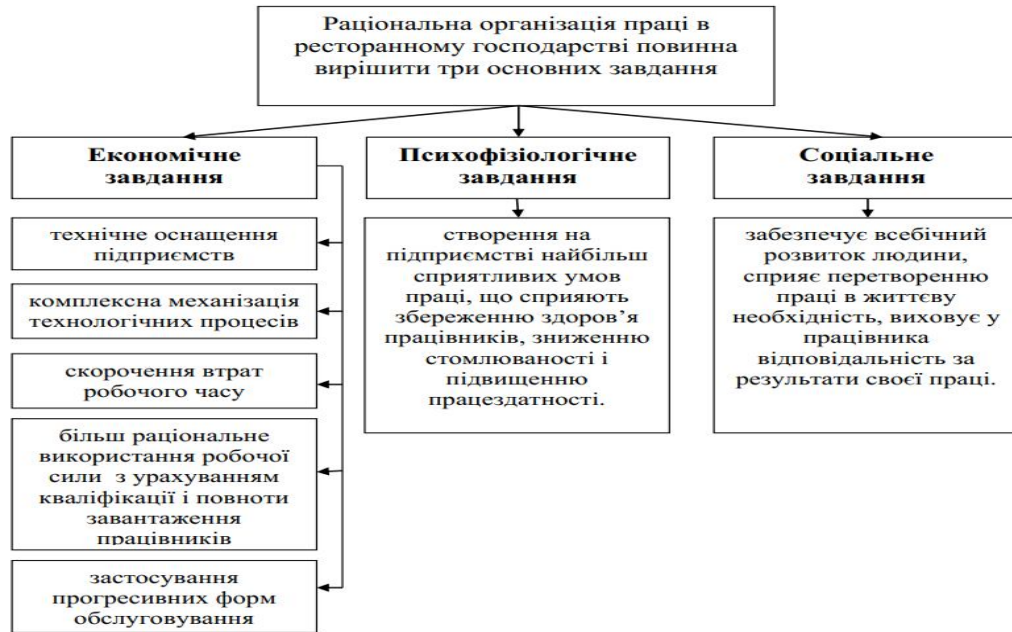 Раціональна організація праці в
ресторанному господарстві повинна
вирішити три основних завдання
Економічне
завдання
технічне оснащення
підприємств
комплексна механізація
технологічних процесів
скорочення втрат
робочого часу
більш раціональне
використання робочої
сили з урахуванням
кваліфікації і повноти
завантаження
працівників
застосування
прогресивних форм
обслуговування
Психофізіологічне
завдання
створення на
підприємстві найбільш
сприятливих умов
праці, що сприяють
збереженню здоров’я
працівників, зниженню
стомлюваності і
підвищенню
працездатності.
Соціальне
завдання
забезпечує всебічний
розвиток людини,
сприяє перетворенню
праці в життєву
необхідність, виховує у
працівника
відповідальність за
результати своєї праці.